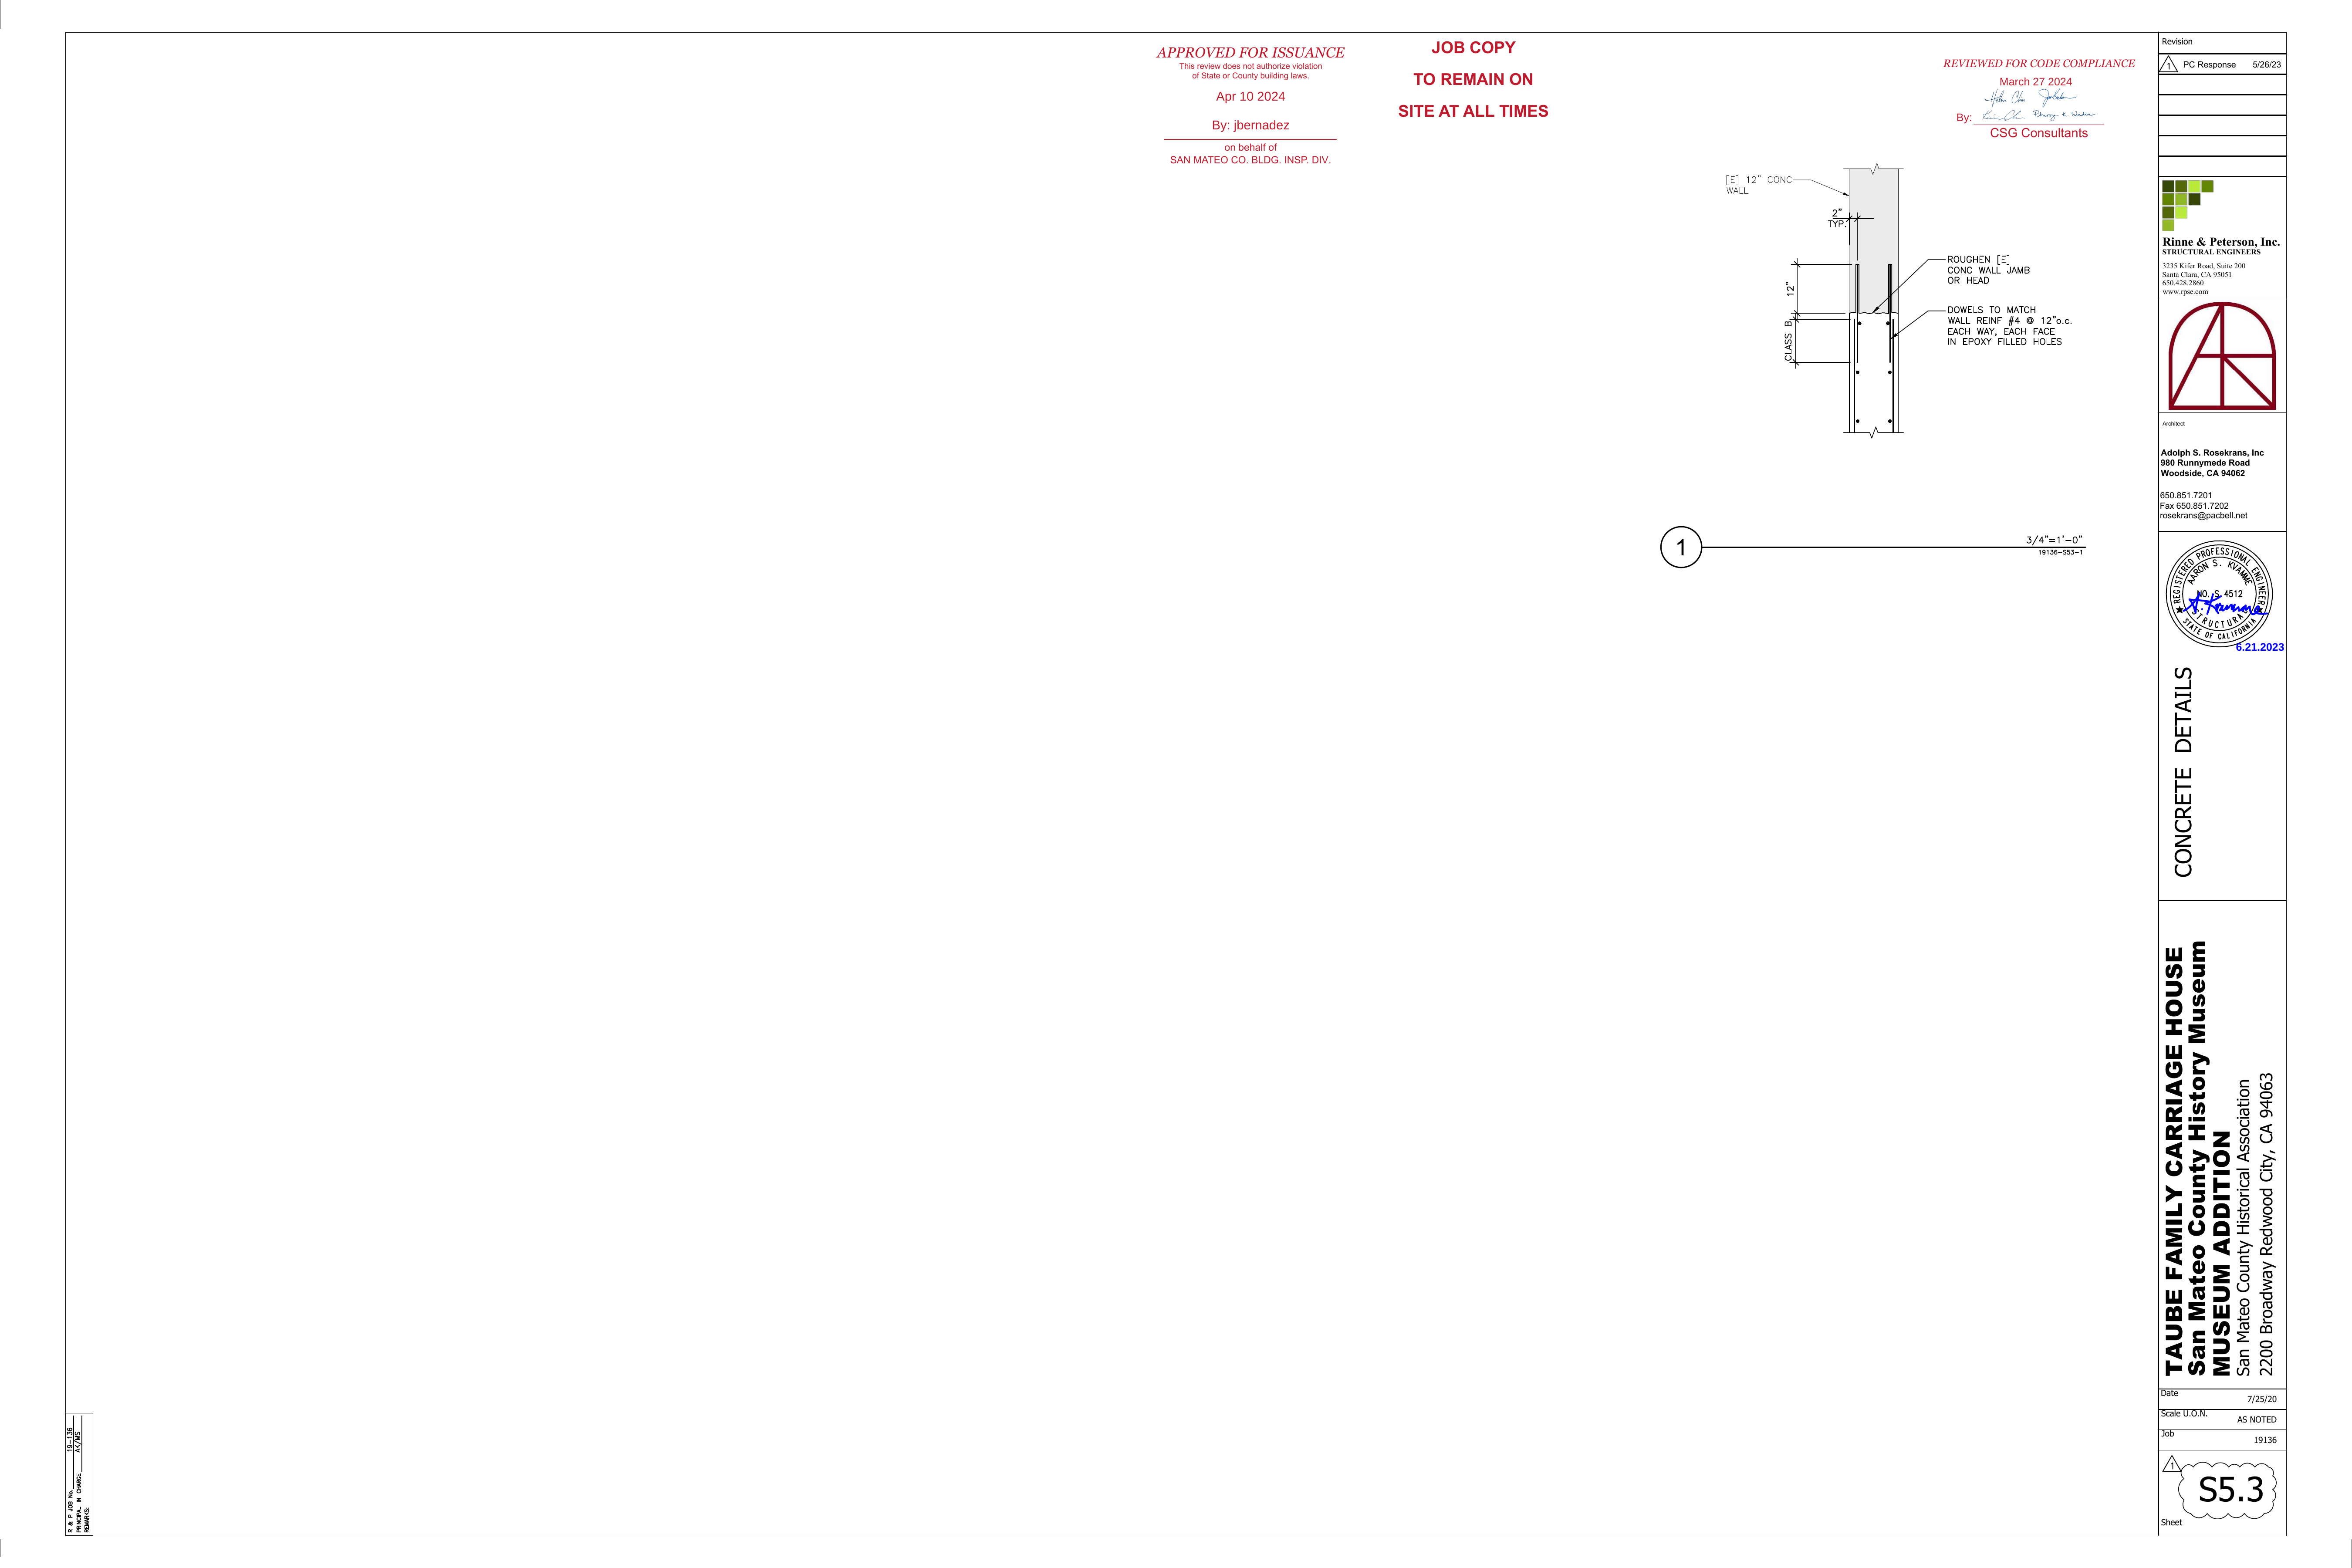 APPROVED FOR ISSUANCE
This review does not authorize violation
of State or County building laws.
Apr 10 2024
By: jbernadez
on behalf of
SAN MATEO CO. BLDG. INSP. DIV.
JOB COPY
TO REMAIN ON
SITE AT ALL TIMES
REVIEWED FOR CODE COMPLIANCE
March 27 2024
By:
CSG Consultants
[E] 12" CONC
WALL
2"
TYP.
12"
CLASS B
ROUGHEN [E]
CONC WALL JAMB
OR HEAD
DOWELS TO MATCH
WALL REINF #4 @ 12"o.c.
EACH WAY, EACH FACE
IN EPOXY FILLED HOLES
1
3/4"=1'-0"
19136-S53-1
Revision
1 PC Response 5/26/23
Rinne & Peterson, Inc.
STRUCTURAL ENGINEERS
3235 Kifer Road, Suite 200
Santa Clara, CA 95051
650.428.2860
www.rpse.com
Architect
Adolph S. Rosekrans, Inc
980 Runnymede Road
Woodside, CA 94062
650.851.7201
Fax 650.851.7202
rosekrans@pacbell.net
REGISTERED PROFESSIONAL ENGINEER
AARON S. KVAMME
NO. S 4512
STRUCTURAL
STATE OF CALIFORNIA
6.21.2023
CONCRETE DETAILS
TAUBE FAMILY CARRIAGE HOUSE
San Mateo County History Museum
MUSEUM ADDITION
San Mateo County Historical Association
2200 Broadway Redwood City, CA 94063
Date
7/25/20
Scale U.O.N.
AS NOTED
Job
19136
1
S5.3
Sheet
R & P JOB No. 19-136
PRINCIPAL-IN-CHARGE AK/MS
REMARKS: